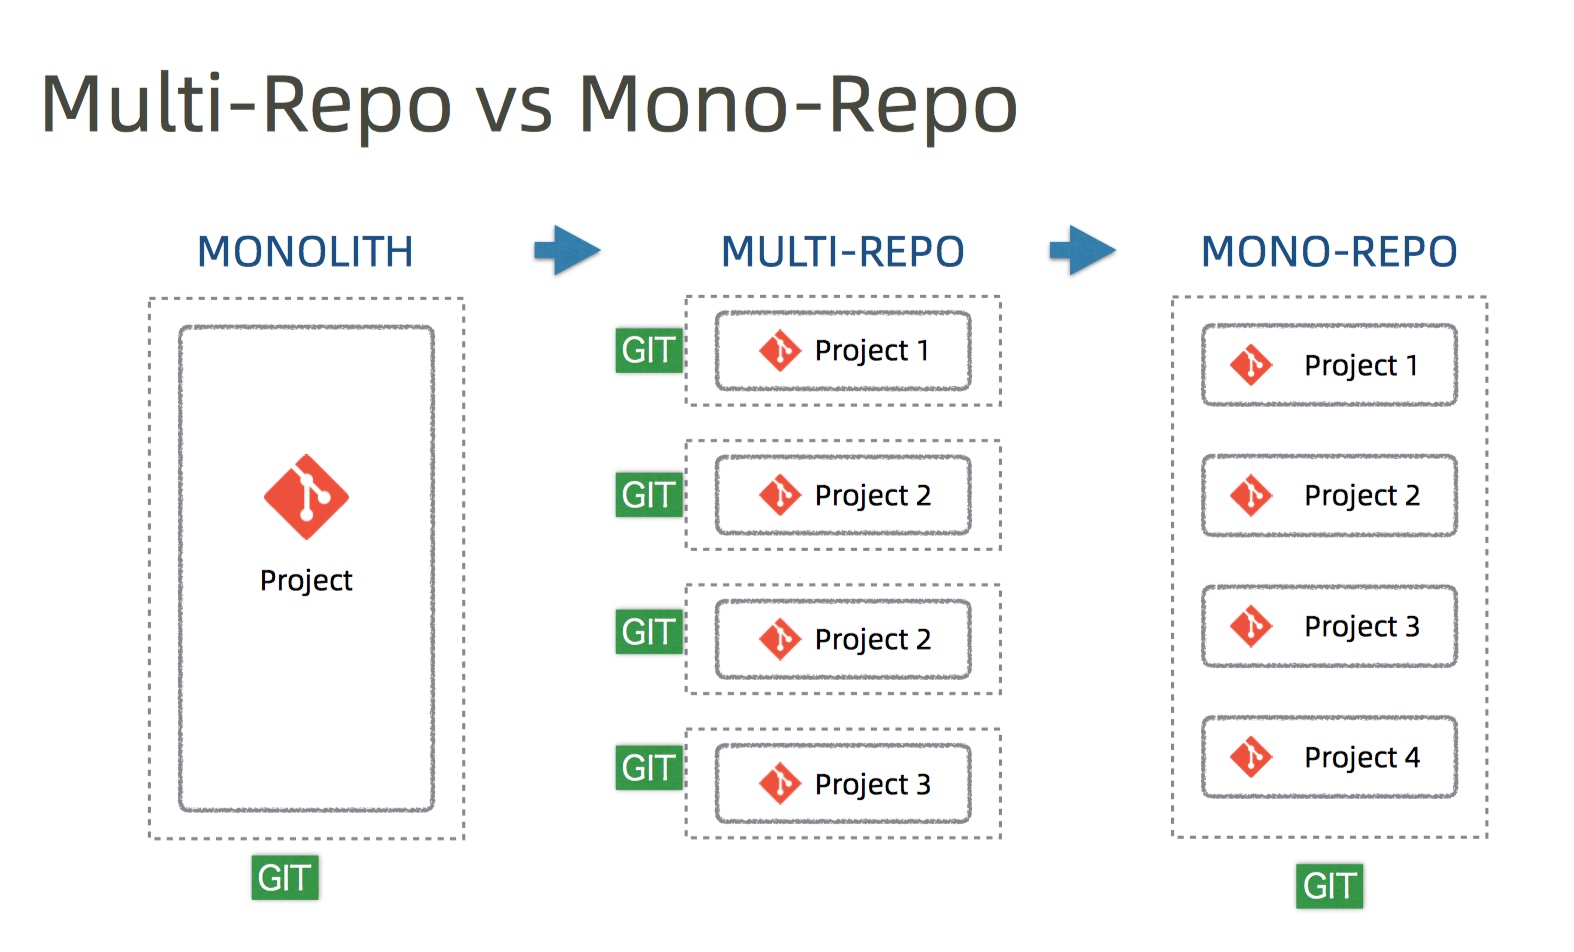 Multi-Repo vs Mono-Repo
MONOLITH
Project
GIT
MULTI-REPO
GIT
Project 1
GIT
Project 2
GIT
Project 2
GIT
Project 3
MONO-REPO
Project 1
Project 2
Project 3
Project 4
GIT